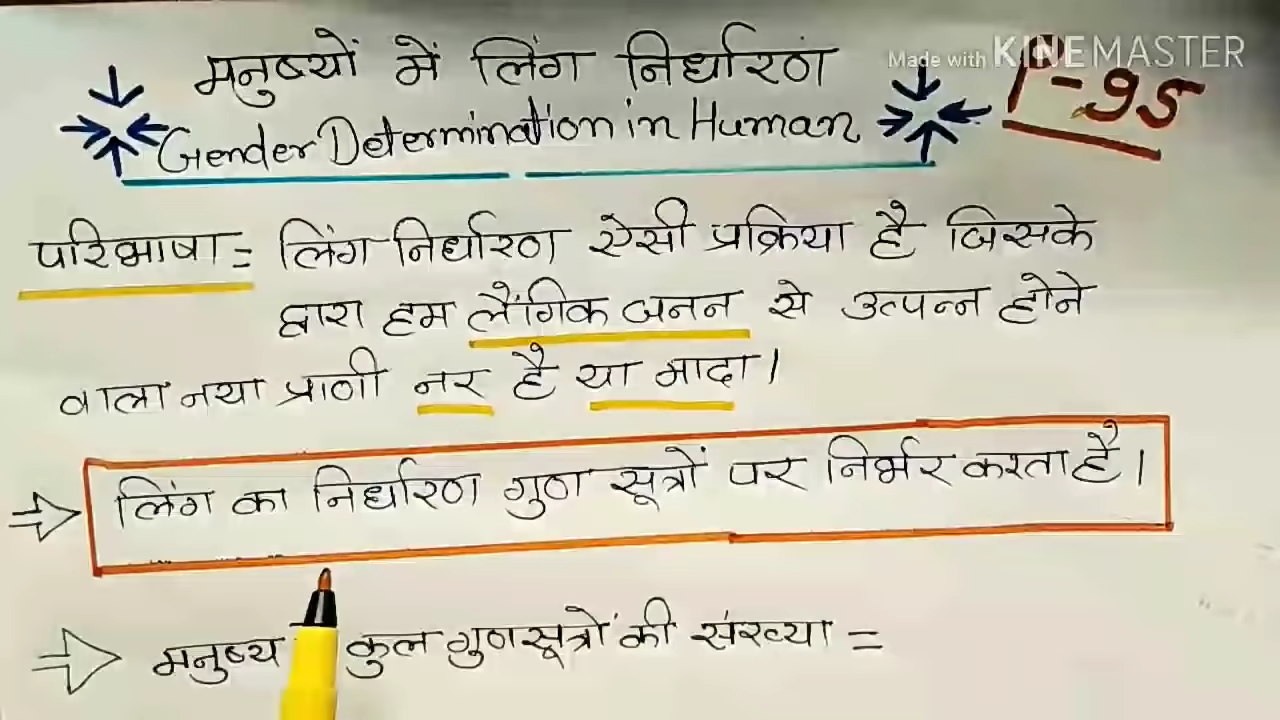 मनुष्यों में लिंग निर्धारण
Made with KINEMASTER
P-95
Gender Determination in Human
परिभाषा = लिंग निर्धारण ऐसी प्रक्रिया है जिसके
द्वारा हम लैंगिक जनन से उत्पन्न होने
वाला नया प्राणी नर है या मादा।
लिंग का निर्धारण गुण सूत्रों पर निर्भर करता है।
मनुष्य कुल गुणसूत्रों की संख्या =